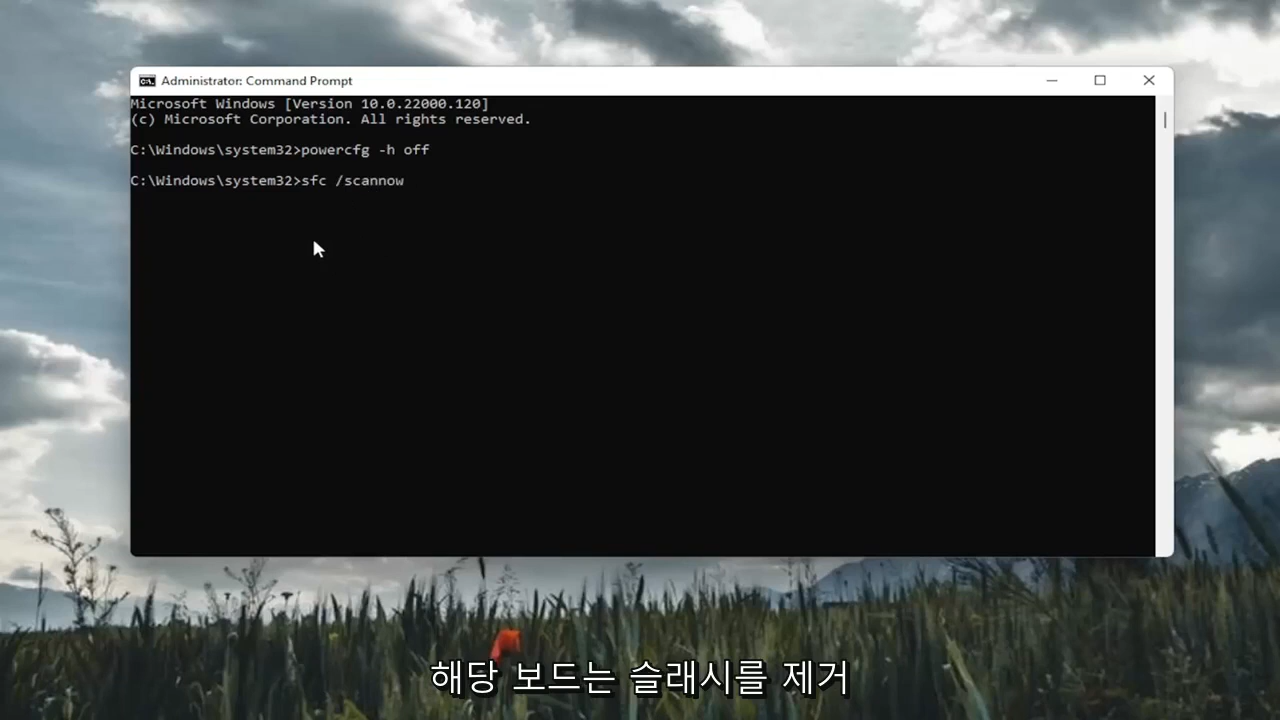 Administrator: Command Prompt
Microsoft Windows [Version 10.0.22000.120]
(c) Microsoft Corporation. All rights reserved.
C:\Windows\system32>powercfg -h off
C:\Windows\system32>sfc /scannow
해당 보드는 슬래시를 제거